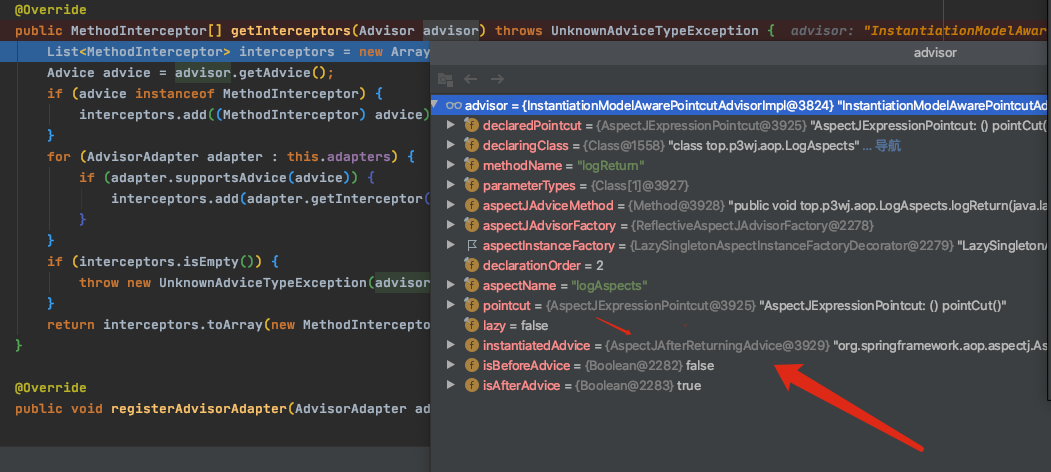 @Override
public MethodInterceptor[] getInterceptors(Advisor advisor) throws UnknownAdviceTypeException {  advisor: "InstantiationModelAwar
List<MethodInterceptor> interceptors = new Array
Advice advice = advisor.getAdvice();
if (advice instanceof MethodInterceptor) {
interceptors.add((MethodInterceptor) advice)
}
for (AdvisorAdapter adapter : this.adapters) {
if (adapter.supportsAdvice(advice)) {
interceptors.add(adapter.getInterceptor(
}
}
if (interceptors.isEmpty()) {
throw new UnknownAdviceTypeException(advisor
}
return interceptors.toArray(new MethodIntercepto
}
@Override
public void registerAdvisorAdapter(AdvisorAdapter ad
advisor
advisor = {InstantiationModelAwarePointcutAdvisorImpl@3824} "InstantiationModelAwarePointcutAd
declaredPointcut = {AspectJExpressionPointcut@3925} "AspectJExpressionPointcut: () pointCut()"
declaringClass = {Class@1558} "class top.p3wj.aop.LogAspects" ... 导航
methodName = "logReturn"
parameterTypes = {Class[1]@3927}
aspectJAdviceMethod = {Method@3928} "public void top.p3wj.aop.LogAspects.logReturn(java.la
aspectJAdvisorFactory = {ReflectiveAspectJAdvisorFactory@2278}
aspectInstanceFactory = {LazySingletonAspectInstanceFactoryDecorator@2279} "LazySingletonA
declarationOrder = 2
aspectName = "logAspects"
pointcut = {AspectJExpressionPointcut@3925} "AspectJExpressionPointcut: () pointCut()"
lazy = false
instantiatedAdvice = {AspectJAfterReturningAdvice@3929} "org.springframework.aop.aspectj.As
isBeforeAdvice = {Boolean@2282} false
isAfterAdvice = {Boolean@2283} true